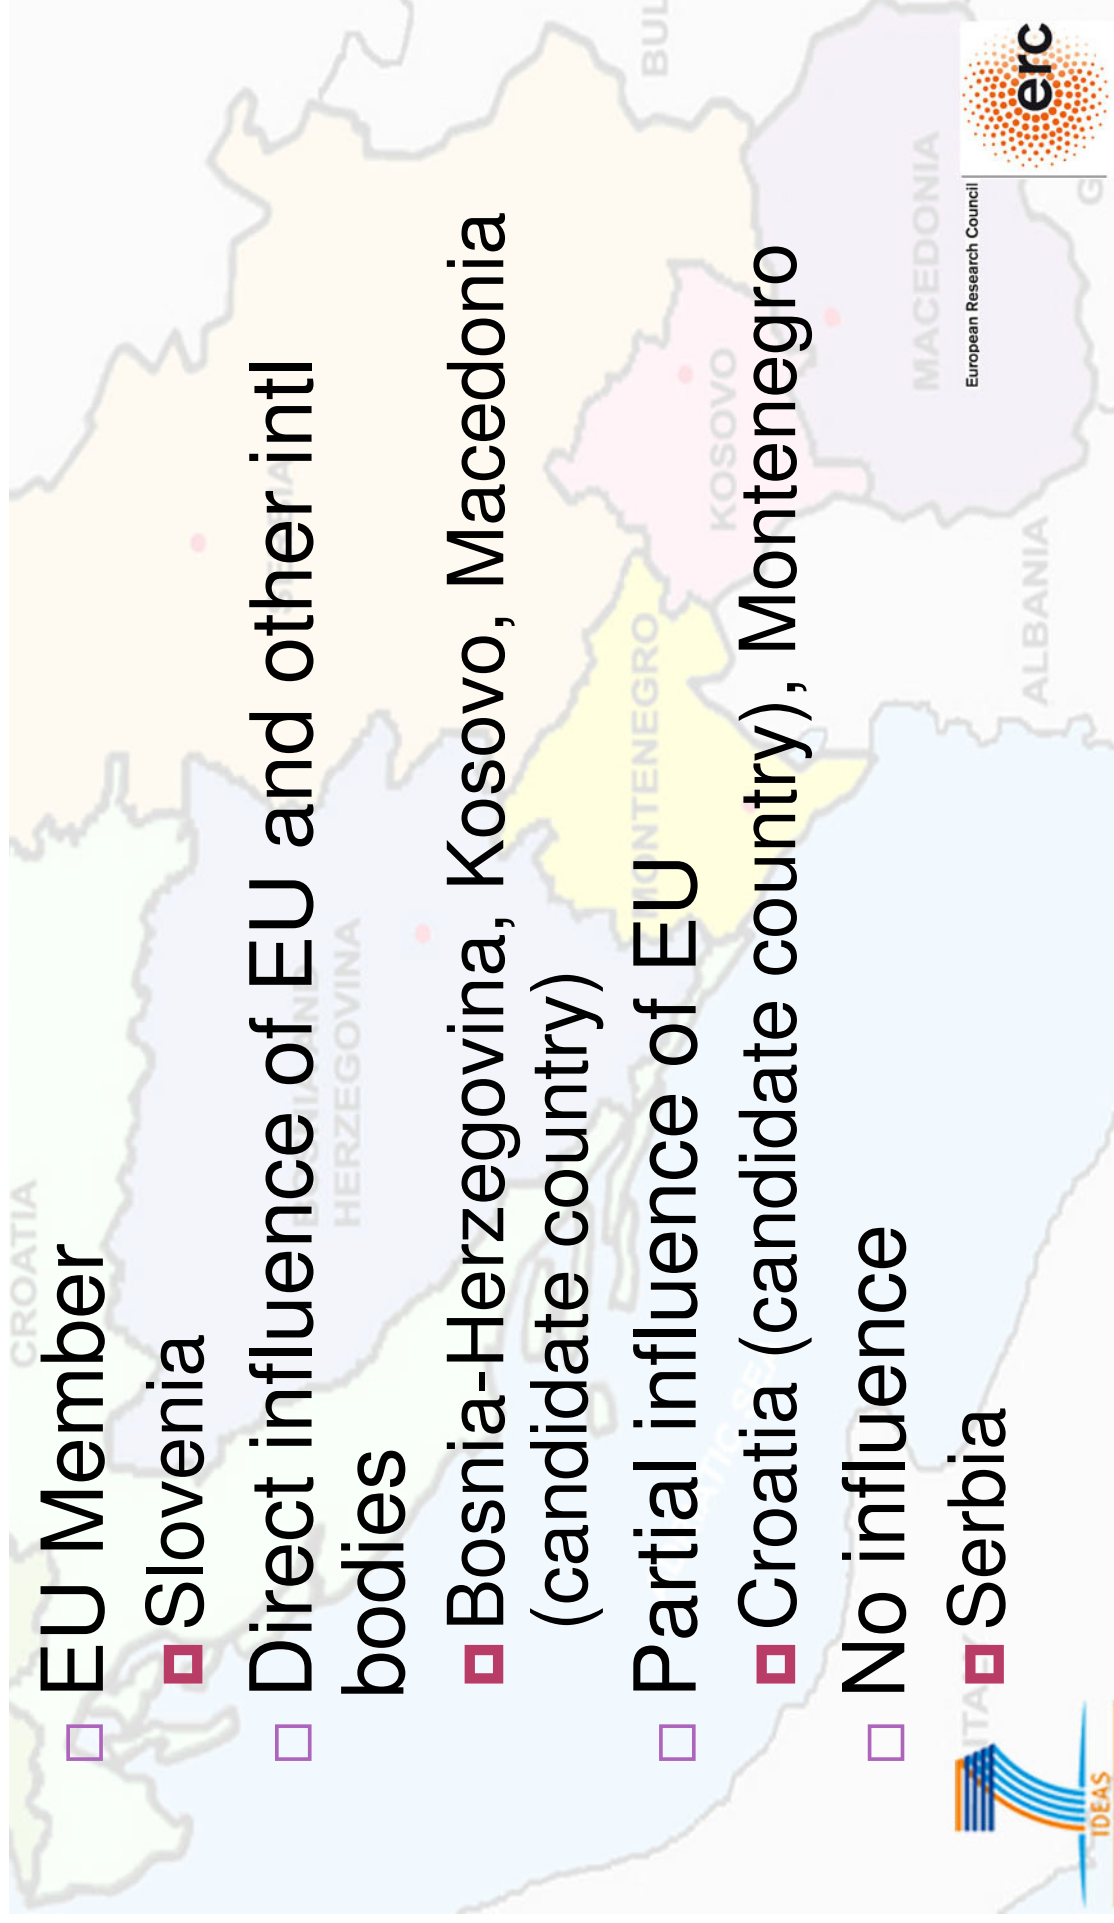 EU Member
Slovenia
Direct influence of EU and other intl
bodies
Bosnia-Herzegovina, Kosovo, Macedonia
(candidate country)
Partial influence of EU
Croatia (candidate country), Montenegro
No influence
Serbia
CROATIA
HERZEGOVINA
MONTENEGRO
KOSOVO
MACEDONIA
ALBANIA
BUL
G
ITA
IDEAS
European Research Council
erc